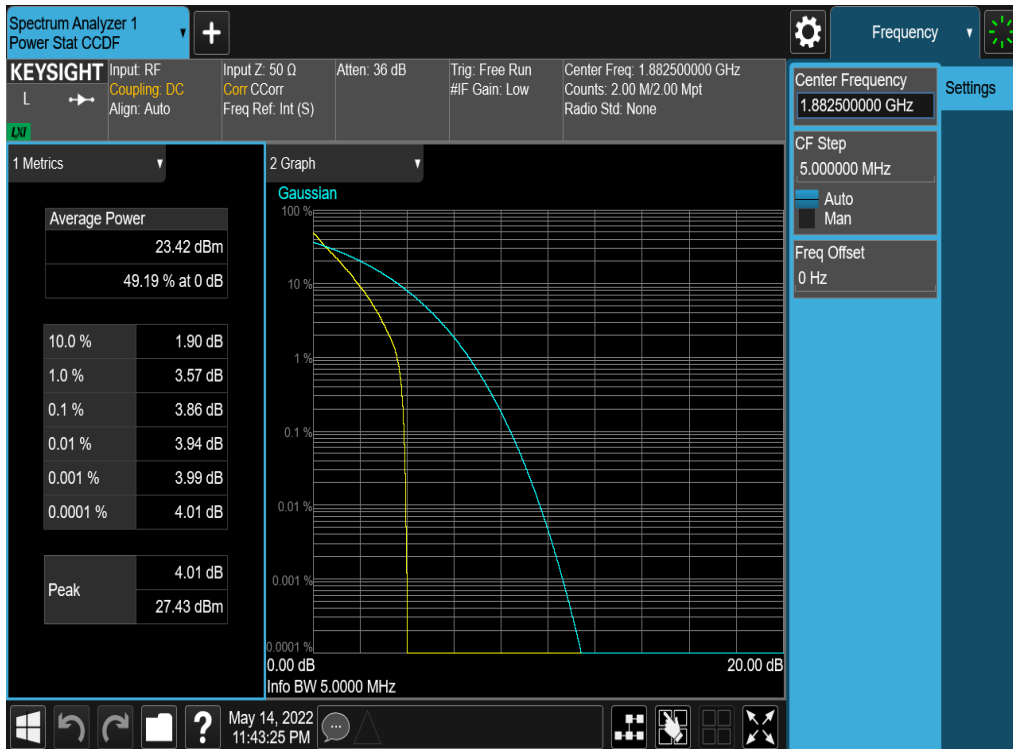 Spectrum Analyzer 1
Power Stat CCDF
+
Frequency
KEYSIGHT
L
LXI
Input: RF
Coupling: DC
Align: Auto
Input Z: 50 Ω
Corr CCorr
Freq Ref: Int (S)
Atten: 36 dB
Trig: Free Run
#IF Gain: Low
Center Freq: 1.882500000 GHz
Counts: 2.00 M/2.00 Mpt
Radio Std: None
Center Frequency
1.882500000 GHz
Settings
CF Step
5.000000 MHz
Auto
Man
Freq Offset
0 Hz
1 Metrics
Average Power
23.42 dBm
49.19 % at 0 dB
10.0 % 1.90 dB
1.0 % 3.57 dB
0.1 % 3.86 dB
0.01 % 3.94 dB
0.001 % 3.99 dB
0.0001 % 4.01 dB
Peak
4.01 dB
27.43 dBm
2 Graph
Gaussian
100 %
10 %
1 %
0.1 %
0.01 %
0.001 %
0.0001 %
0.00 dB 20.00 dB
Info BW 5.0000 MHz
?
May 14, 2022
11:43:25 PM